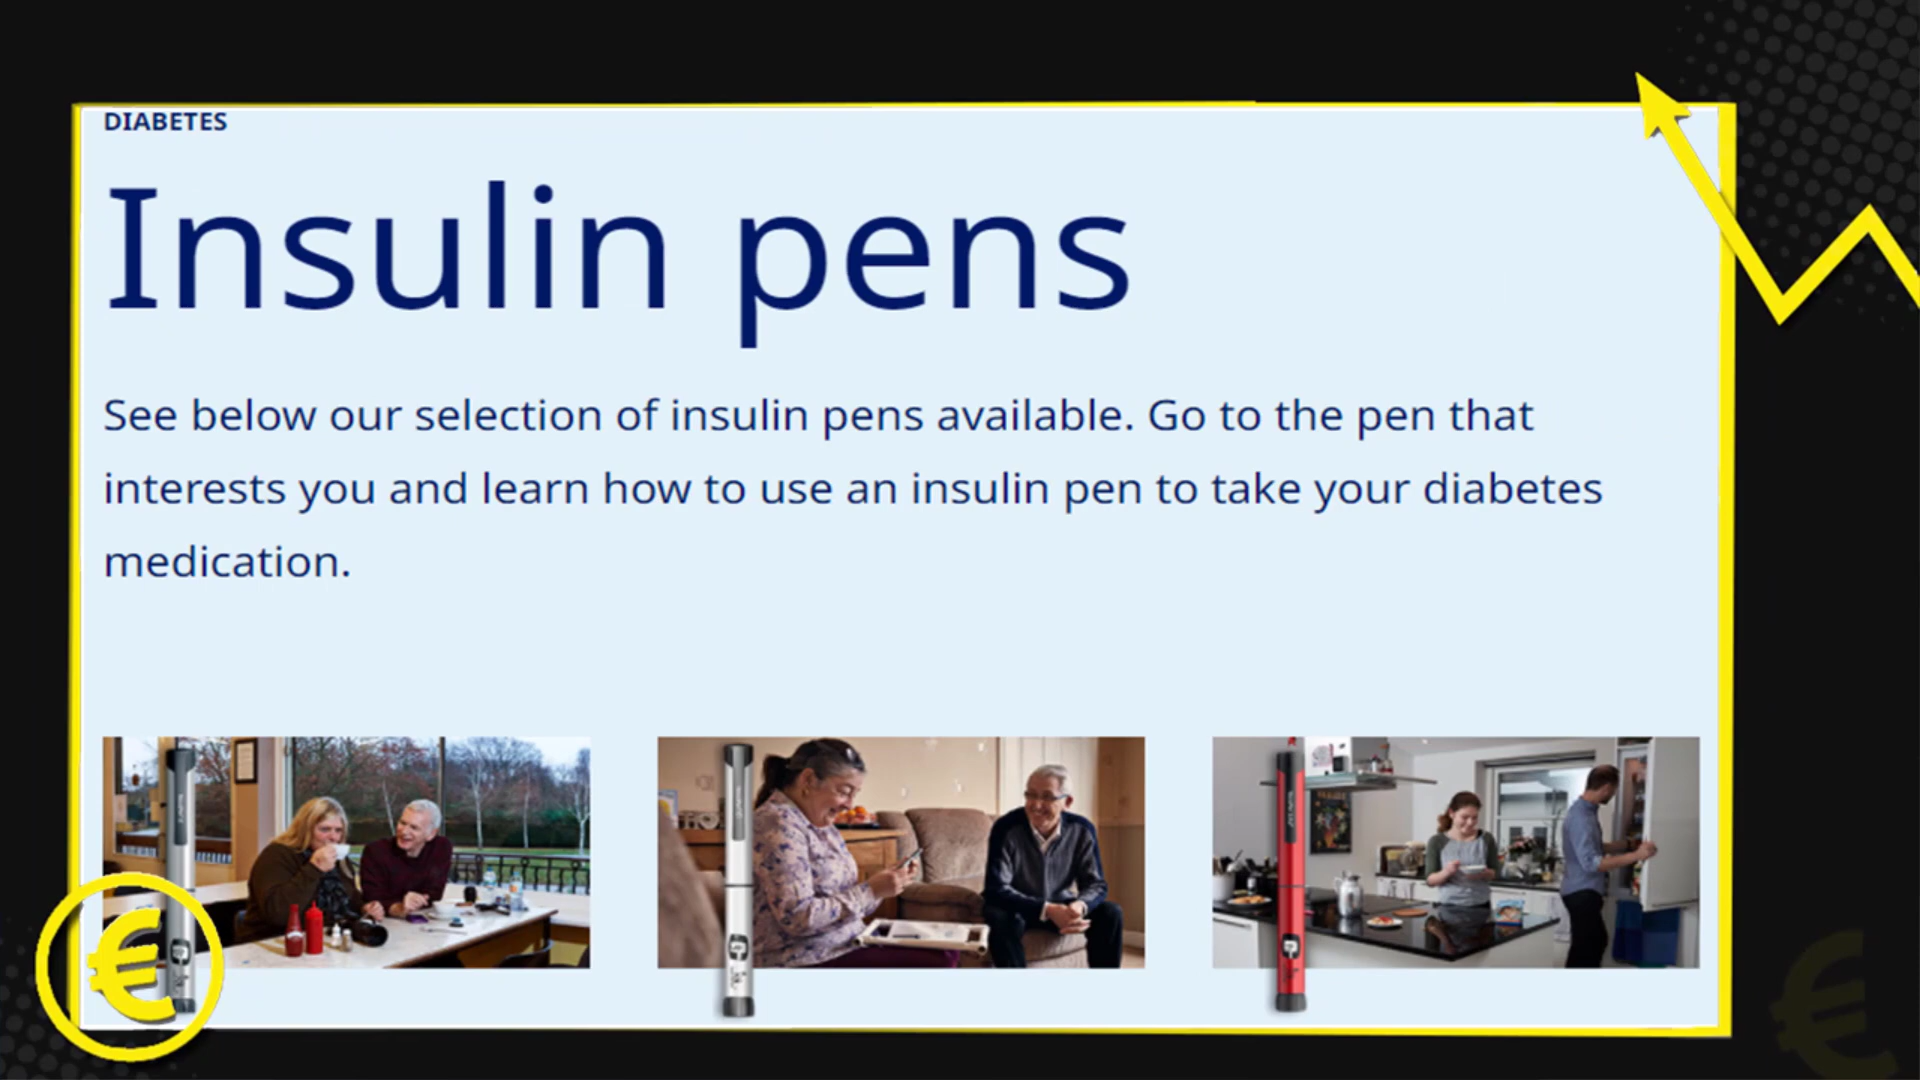 DIABETES
Insulin pens
See below our selection of insulin pens available. Go to the pen that
interests you and learn how to use an insulin pen to take your diabetes
medication.
€
€